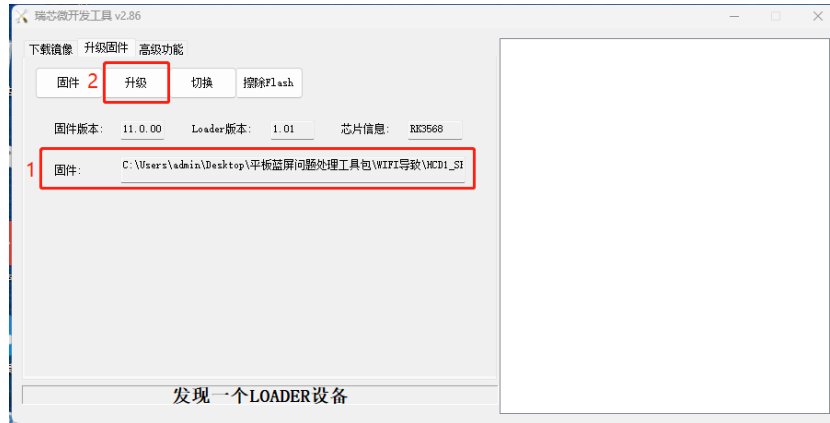 瑞芯微开发工具 v2.86
下载镜像 升级固件 高级功能
固件 2 升级 切换 擦除Flash
固件版本: 11.0.00 Loader版本: 1.01 芯片信息: RK3568
1 固件: C:\Users\admin\Desktop\平板蓝屏问题处理工具包\WIFI导致\HCD1_SI
发现一个LOADER设备